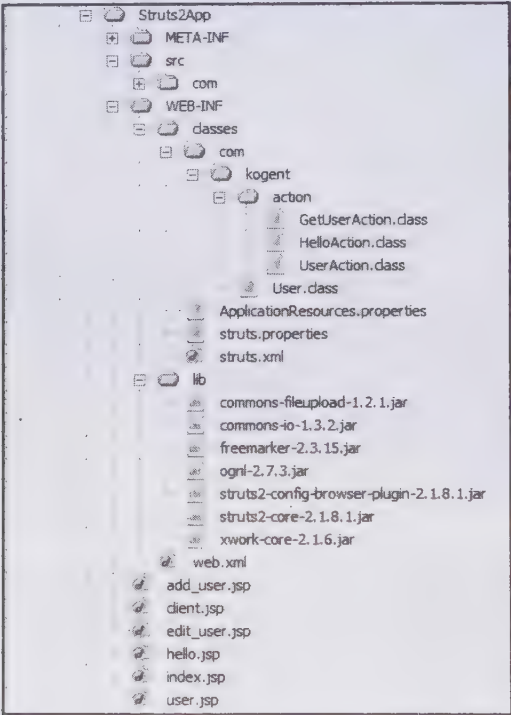 Struts2App
META-INF
src
com
WEB-INF
classes
com
kogent
action
GetUserAction.class
HelloAction.class
UserAction.class
User.class
ApplicationResources.properties
struts.properties
struts.xml
lib
commons-fileupload-1.2.1.jar
commons-io-1.3.2.jar
freemarker-2.3.15.jar
ognl-2.7.3.jar
struts2-config-browser-plugin-2.1.8.1.jar
struts2-core-2.1.8.1.jar
xwork-core-2.1.6.jar
web.xml
add_user.jsp
client.jsp
edit_user.jsp
hello.jsp
index.jsp
user.jsp